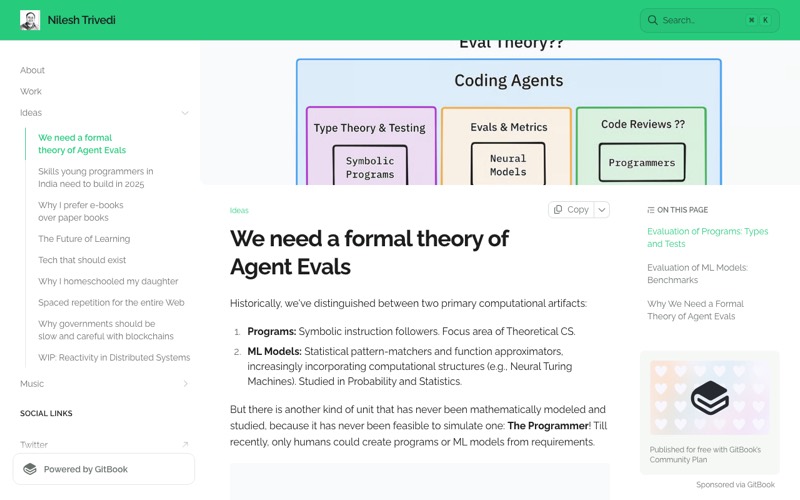 Nilesh Trivedi
Search...
⌘ K
About
Work
Ideas
We need a formal
theory of Agent Evals
Skills young programmers in
India need to build in 2025
Why I prefer e-books
over paper books
The Future of Learning
Tech that should exist
Why I homeschooled my daughter
Spaced repetition for the entire Web
Why governments should be
slow and careful with blockchains
WIP: Reactivity in Distributed Systems
Music
SOCIAL LINKS
Twitter
Powered by GitBook
Eval Theory??
Coding Agents
Type Theory & Testing
Symbolic
Programs
Evals & Metrics
Neural
Models
Code Reviews ??
Programmers
Ideas
Copy
We need a formal theory of
Agent Evals
Historically, we've distinguished between two primary computational artifacts:
1. Programs: Symbolic instruction followers. Focus area of Theoretical CS.
2. ML Models: Statistical pattern-matchers and function approximators,
increasingly incorporating computational structures (e.g., Neural Turing
Machines). Studied in Probability and Statistics.
But there is another kind of unit that has never been mathematically modeled and
studied, because it has never been feasible to simulate one: The Programmer! Till
recently, only humans could create programs or ML models from requirements.
ON THIS PAGE
Evaluation of Programs: Types
and Tests
Evaluation of ML Models:
Benchmarks
Why We Need a Formal
Theory of Agent Evals
Published for free with GitBook's
Community Plan
Sponsored via GitBook